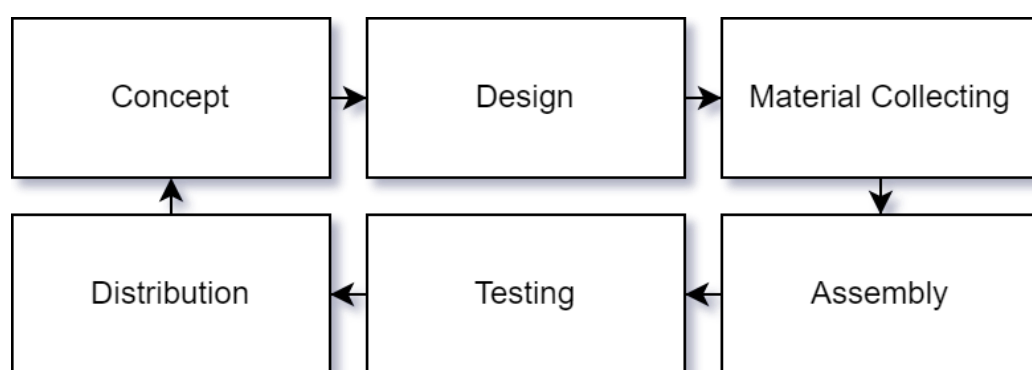 Concept
Design
Material Collecting
Distribution
Testing
Assembly